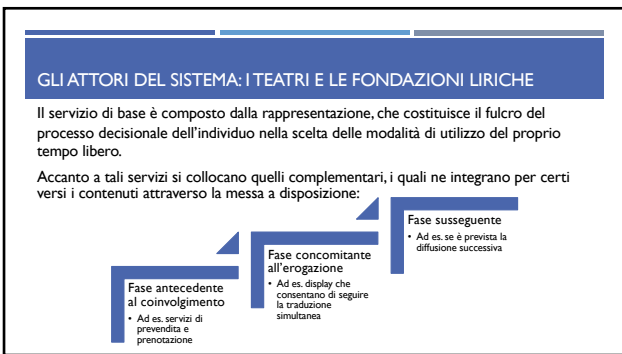 GLI ATTORI DEL SISTEMA: I TEATRI E LE FONDAZIONI LIRICHE
Il servizio di base è composto dalla rappresentazione, che costituisce il fulcro del
processo decisionale dell'individuo nella scelta delle modalità di utilizzo del proprio
tempo libero.
Accanto a tali servizi si collocano quelli complementari, i quali ne integrano per certi
versi i contenuti attraverso la messa a disposizione:
Fase antecedente
al coinvolgimento
• Ad es. servizi di
prevendita e
prenotazione
Fase concomitante
all'erogazione
• Ad es. display che
consentano di seguire
la traduzione
simultanea
Fase susseguente
• Ad es. se è prevista la
diffusione successiva